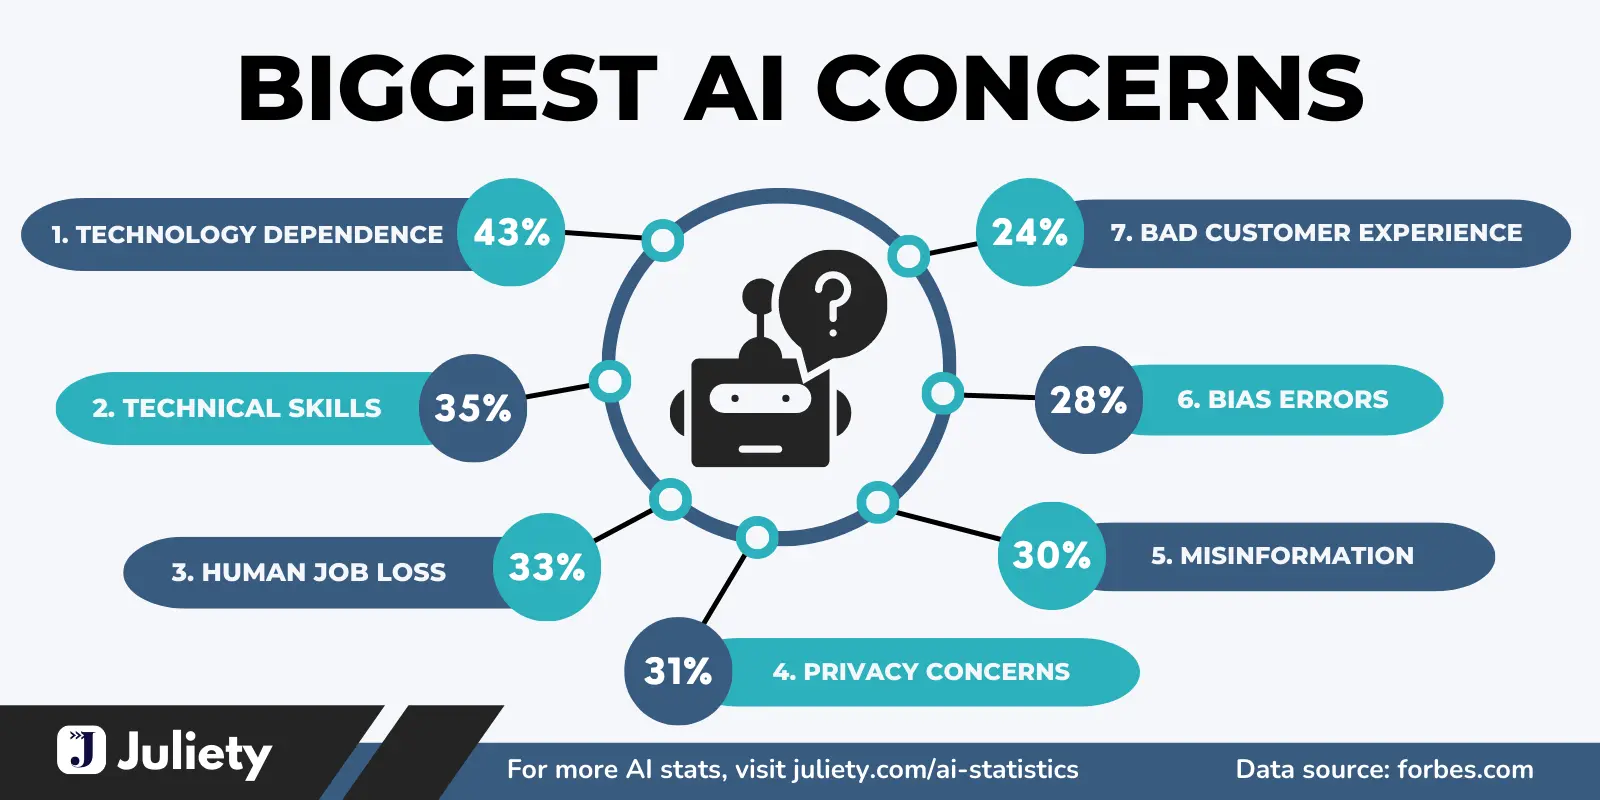 BIGGEST AI CONCERNS
1. TECHNOLOGY DEPENDENCE 43%
2. TECHNICAL SKILLS 35%
3. HUMAN JOB LOSS 33%
31% 4. PRIVACY CONCERNS
30% 5. MISINFORMATION
28% 6. BIAS ERRORS
24% 7. BAD CUSTOMER EXPERIENCE
?
J Juliety
For more AI stats, visit juliety.com/ai-statistics
Data source: forbes.com